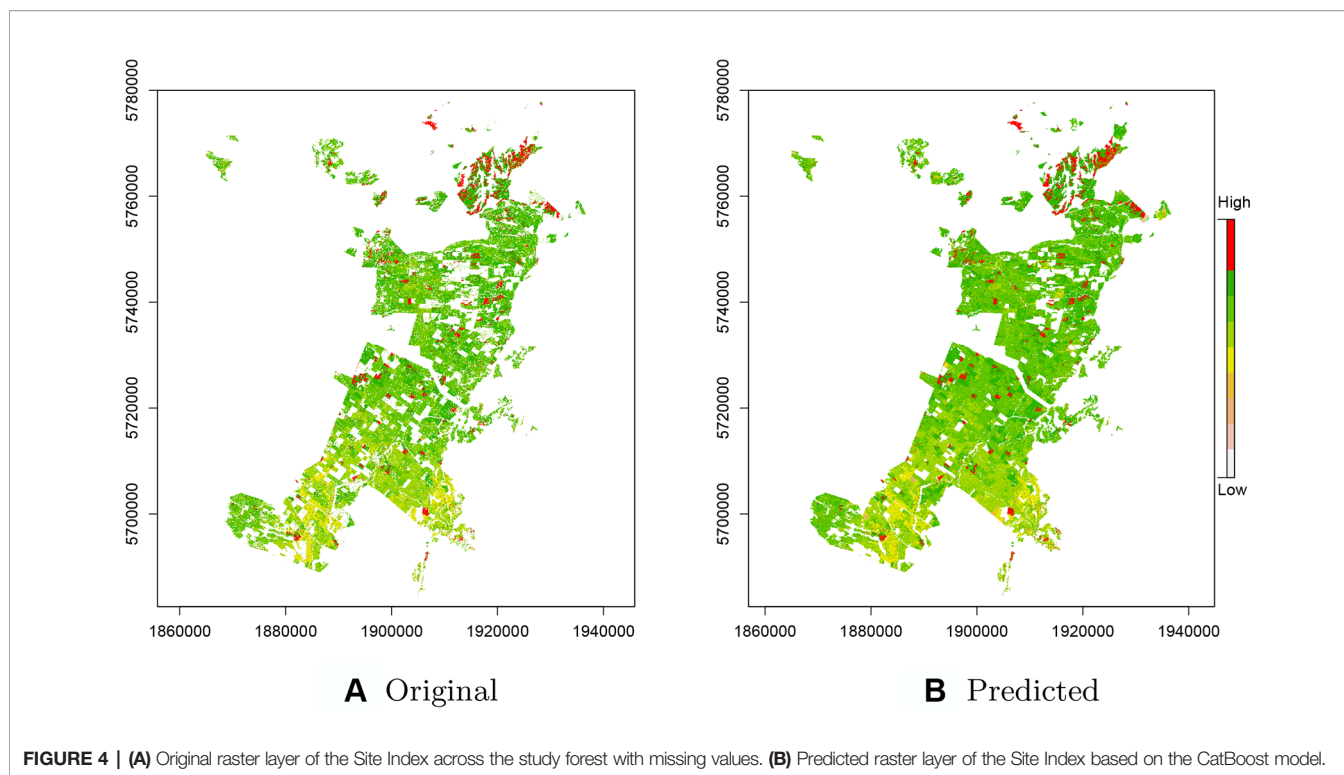 5780000
5760000
5740000
5720000
5700000
1860000 1880000 1900000 1920000 1940000
A Original
5780000
5760000
5740000
5720000
5700000
1860000 1880000 1900000 1920000 1940000
B Predicted
High
Low
FIGURE 4 | (A) Original raster layer of the Site Index across the study forest with missing values. (B) Predicted raster layer of the Site Index based on the CatBoost model.